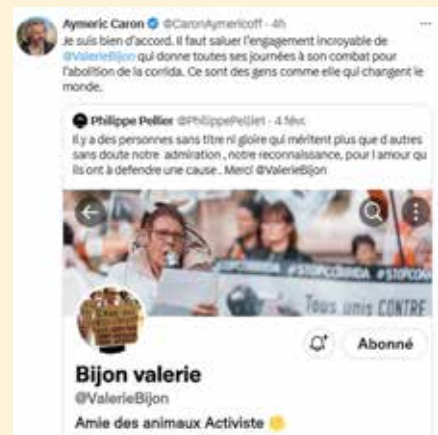 Aymeric Caron @CaronAymericoff · 4h
Je suis bien d'accord. Il faut saluer l'engagement incroyable de
@ValerieBijon qui donne toutes ses journées à son combat pour
l'abolition de la corrida. Ce sont des gens comme elle qui changent le
monde.
Philippe Pellier @PhilippePelliet · 4 févr.
Il y a des personnes sans titre ni gloire qui méritent plus que d autres
sans doute notre admiration , notre reconnaissance, pour l amour qu
ils ont à defendre une cause . Merci @ValerieBijon
#STOPCORRIDA #STOPCOR
Tous unis CONTRE
Abonné
Bijon valerie
@ValerieBijon
Amie des animaux Activiste